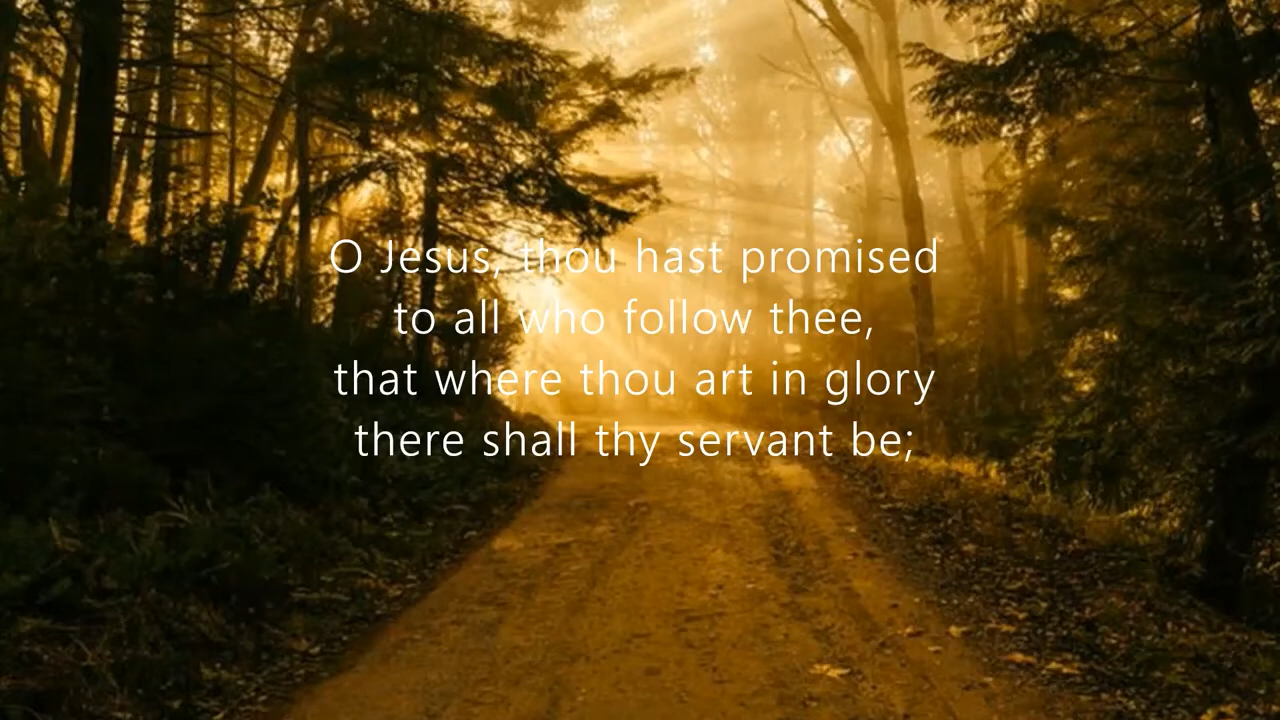 O Jesus, thou hast promised
to all who follow thee,
that where thou art in glory
there shall thy servant be;